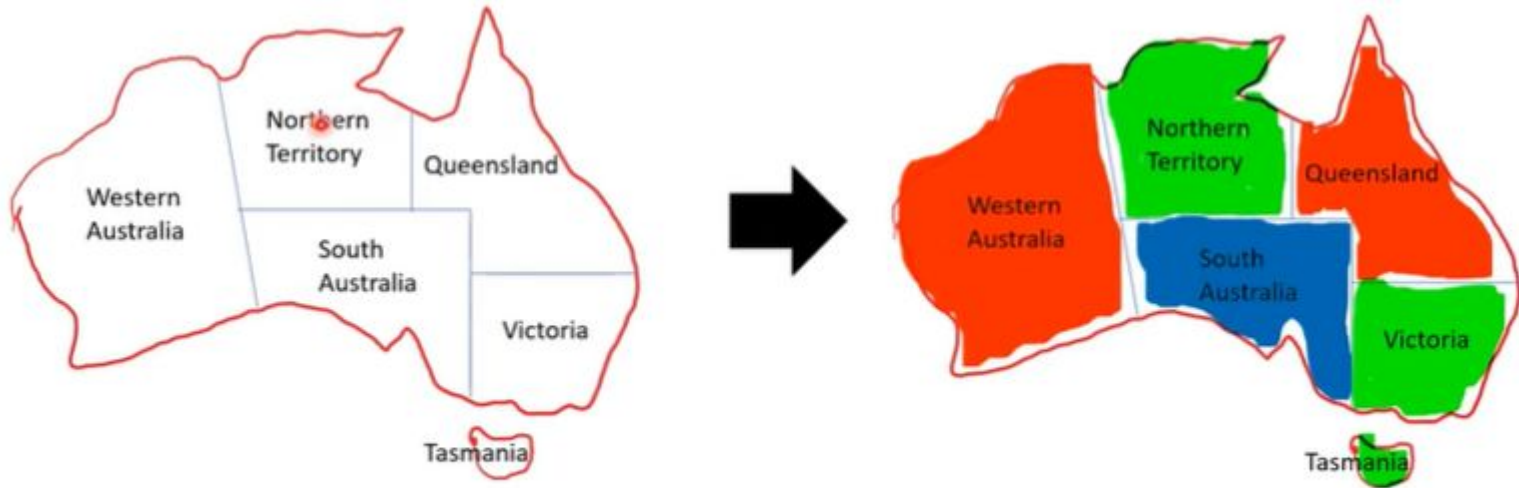 Northern
Territory
Queensland
Western
Australia
South
Australia
Victoria
Tasmania
Northern
Territory
Queensland
Western
Australia
South
Australia
Victoria
Tasmania